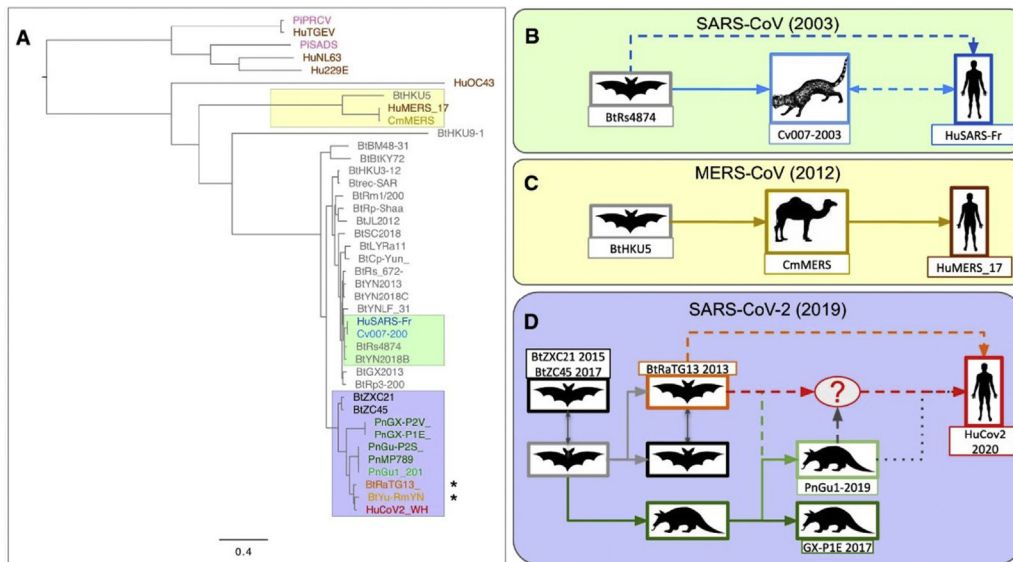 A
PiPRCV
HuTGEV
PiSADS
HuNL63
Hu229E
HuOC43
BtHKU5
HuMERS_17
CmMERS
BtHKU9-1
BtBM48-31
BtBtKY72
BtHKU3-12
Btrec-SAR
BtRm1/200
BtRp-Shaa
BtJL2012
BtSC2018
BtLYRa11
BtCp-Yun_
BtRs_672-
BtYN2013
BtYN2018C
BtYNLF_31
HuSARS-Fr
Cv007-200
BtRs4874
BtYN2018B
BtGX2013
BtRp3-200
BtZXC21
BtZC45
PnGX-P2V_
PnGX-P1E_
PnGu-P2S_
PnMP789
PnGu1_201
BtRaTG13_ *
BtYu-RmYN *
HuCoV2_WH
0.4
B
SARS-CoV (2003)
BtRs4874
Cv007-2003
HuSARS-Fr
C
MERS-CoV (2012)
BtHKU5
CmMERS
HuMERS_17
D
SARS-CoV-2 (2019)
BtZXC21 2015
BtZC45 2017
BtRaTG13 2013
?
HuCov2
2020
PnGu1-2019
GX-P1E 2017